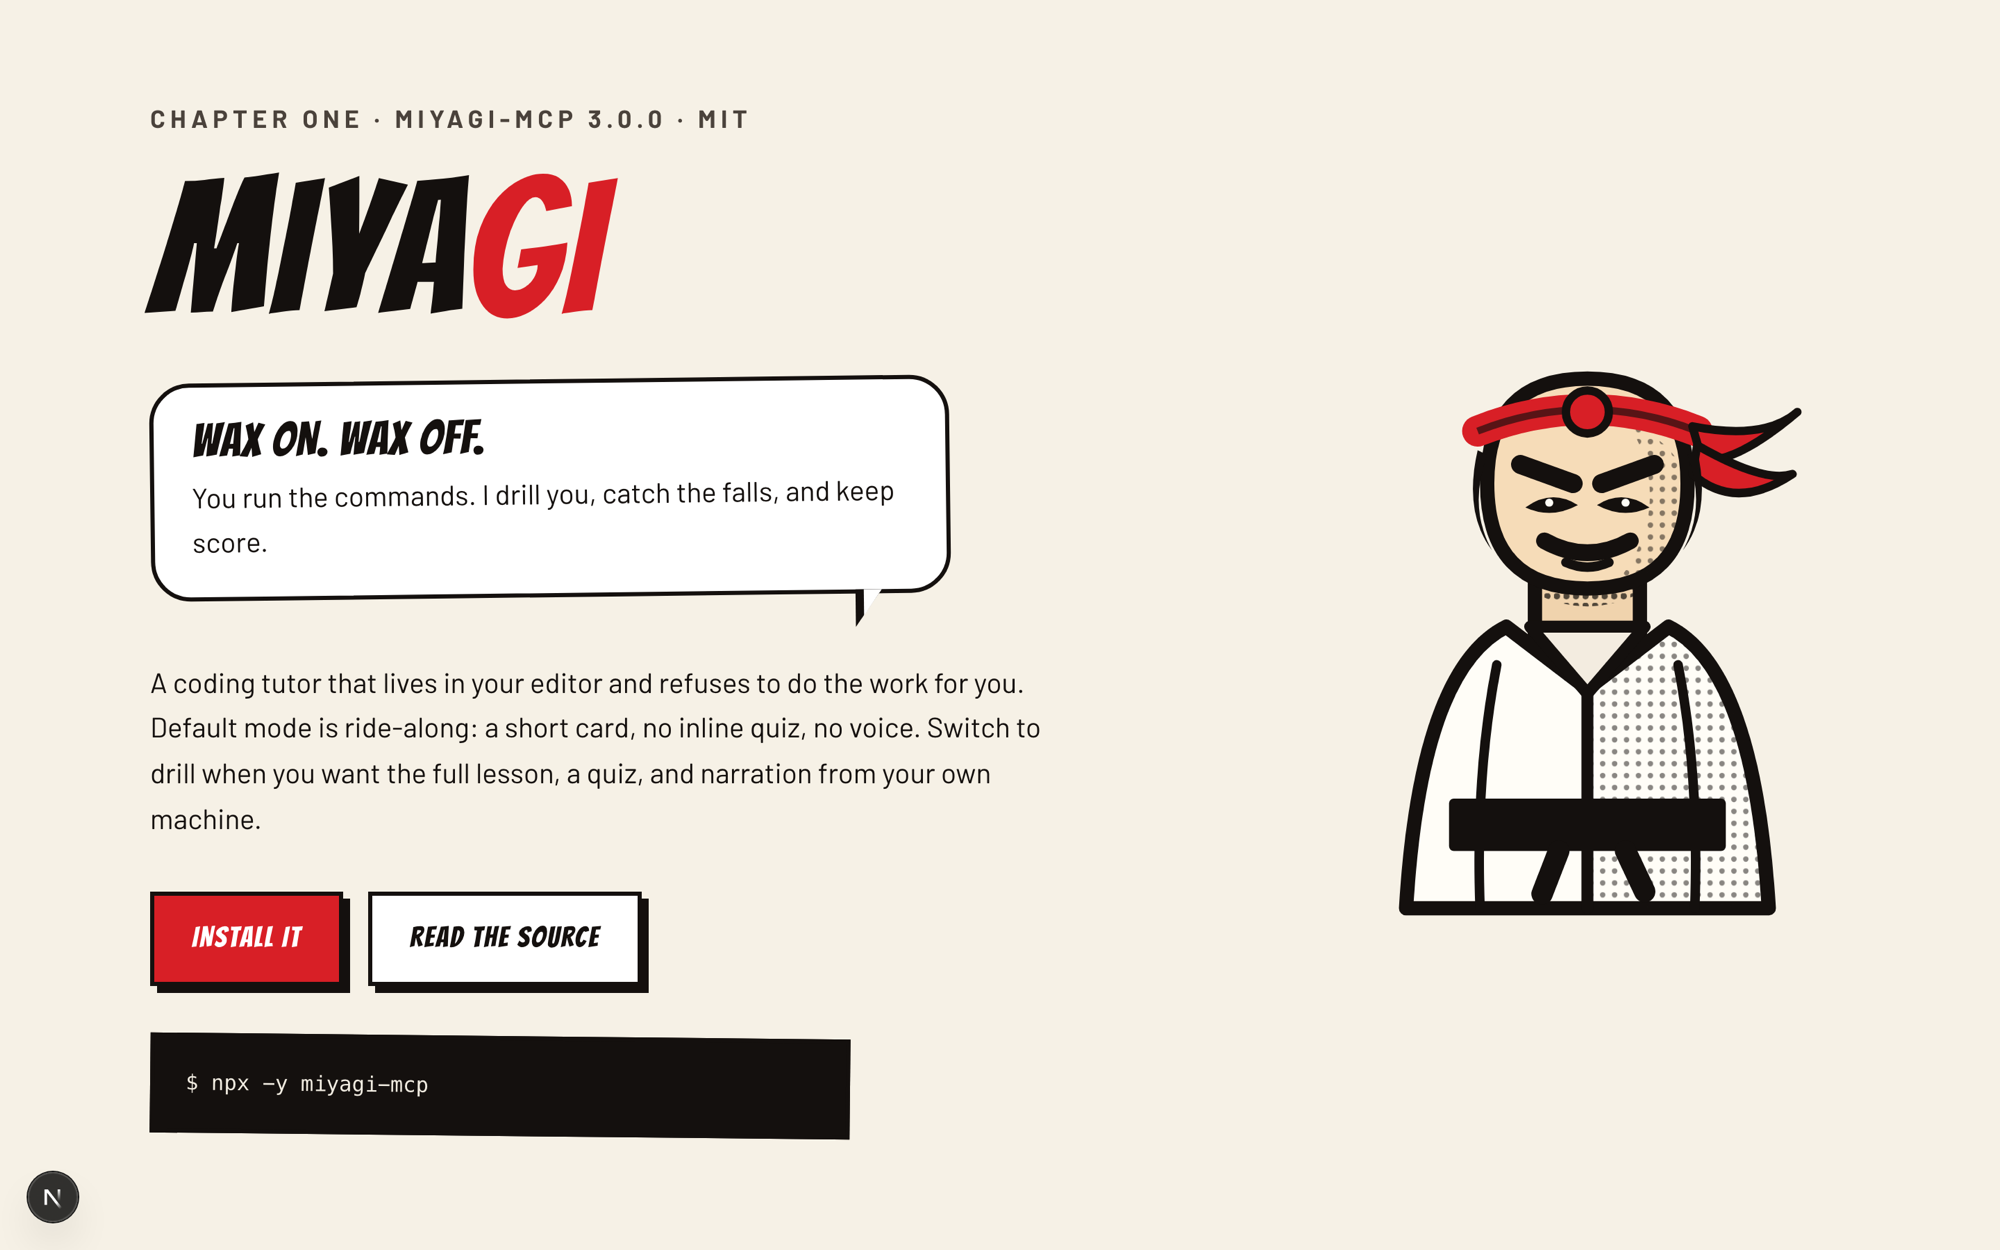 CHAPTER ONE · MIYAGI-MCP 3.0.0 · MIT
MIYAGI
WAX ON. WAX OFF.
You run the commands. I drill you, catch the falls, and keep
score.
A coding tutor that lives in your editor and refuses to do the work for you.
Default mode is ride-along: a short card, no inline quiz, no voice. Switch to
drill when you want the full lesson, a quiz, and narration from your own
machine.
INSTALL IT
READ THE SOURCE
$ npx -y miyagi-mcp
N